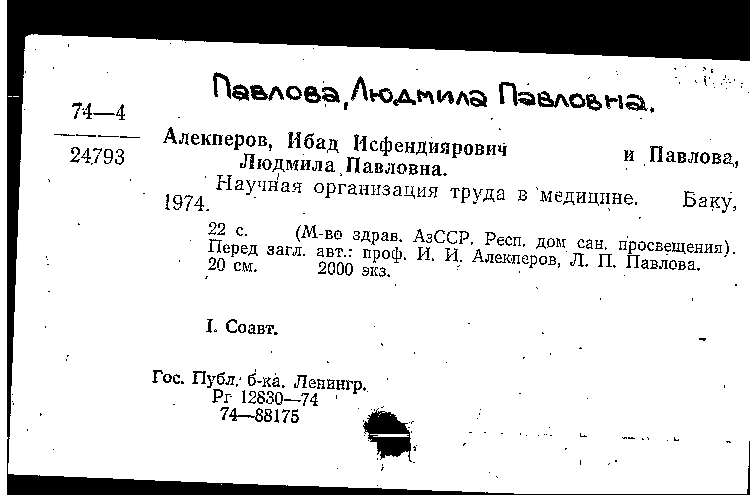 Павлова, Людмила Павловна.
74—4
24793
Алекперов, Ибад Исфендиярович и Павлова,
Людмила Павловна.
Научная организация труда в медицине. Баку,
1974.
22 с. (М-во здрав. АзССР. Респ. дом сан. просвещения).
Перед загл. авт.: проф. И. И. Алекперов, Л. П. Павлова.
20 см. 2000 экз.
I. Соавт.
Гос. Публ. б-ка. Ленингр.
Рг 12830—74
74—88175